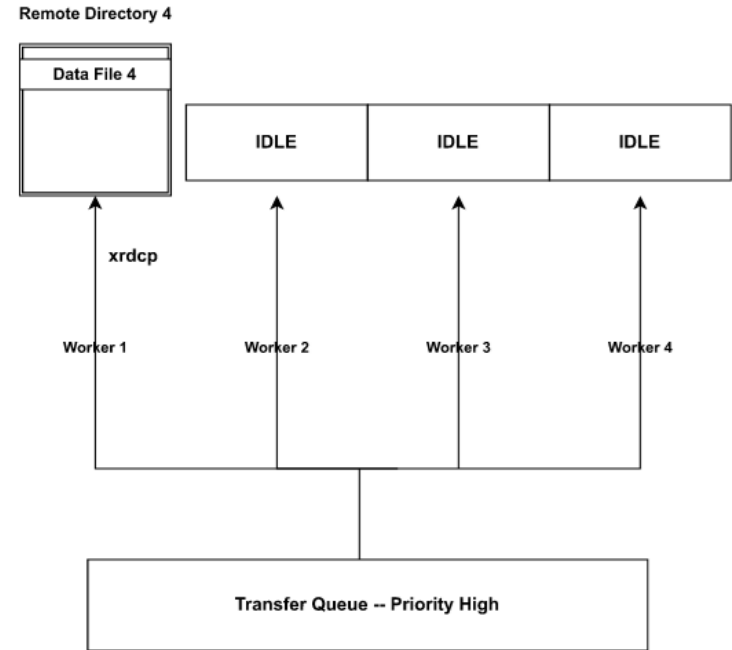 Remote Directory 4
Data File 4
IDLE
IDLE
IDLE
xrdcp
Worker 1
Worker 2
Worker 3
Worker 4
Transfer Queue -- Priority High